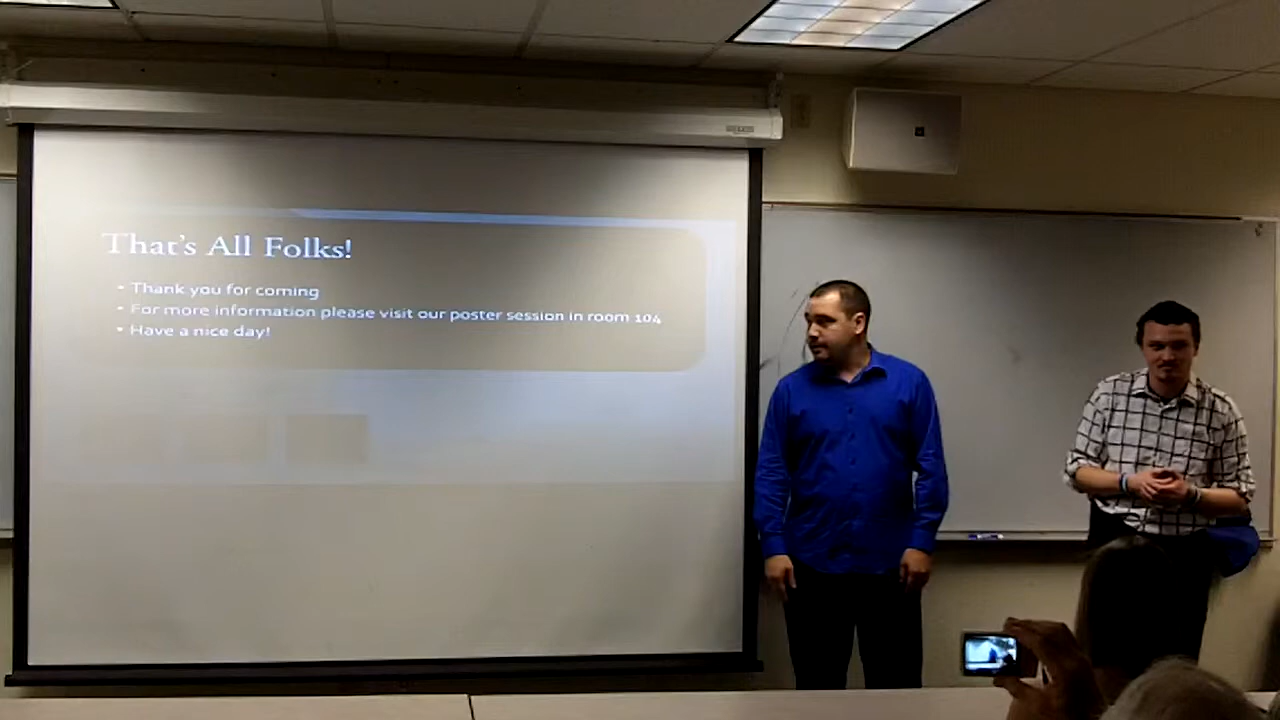 That's All Folks!
• Thank you for coming
• For more information please visit our poster session in room 104
• Have a nice day!